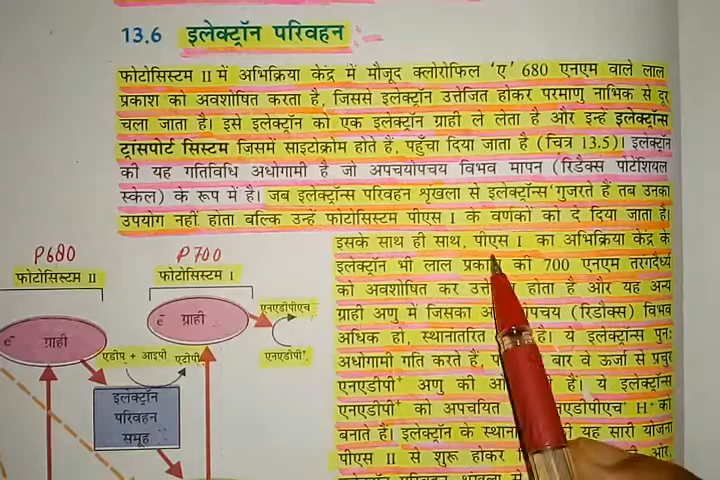 13.6 इलेक्ट्रॉन परिवहन
फोटोसिस्टम II में अभिक्रिया केंद्र में मौजूद क्लोरोफिल 'ए' 680 एनएम वाले लाल
प्रकाश को अवशोषित करता है, जिससे इलेक्ट्रॉन उत्तेजित होकर परमाणु नाभिक से दूर
चला जाता है। इसे इलेक्ट्रॉन को एक इलेक्ट्रॉन ग्राही ले लेता है और इन्हें इलेक्ट्रॉन्स
ट्रांसपोर्ट सिस्टम जिसमें साइटोक्रोम होते हैं, पहुँचा दिया जाता है (चित्र 13.5)। इलेक्ट्रॉन
की यह गतिविधि अधोगामी है जो अपचयोपचय विभव मापन (रिडैक्स पोटेंशियल
स्केल) के रूप में है। जब इलेक्ट्रॉन्स परिवहन शृखला से इलेक्ट्रॉन्स गुजरते हैं तब उनका
उपयोग नहीं होता बल्कि उन्हें फोटोसिस्टम पीएस I के वर्णकों को दे दिया जाता है।
इसके साथ ही साथ, पीएस I का अभिक्रिया केंद्र के
इलेक्ट्रॉन भी लाल प्रकाश की 700 एनएम तरंगदैर्ध्य
को अवशोषित कर होता है और यह अन्य
ग्राही अणु में जिसका अपचय (रिडॉक्स) विभव
अधिक हो, स्थानांतरित है। ये इलेक्ट्रॉन्स पुन:
अधोगामी गति करते हैं, बार वे ऊर्जा से प्रचुर
एनएडीपी⁺ अणु की हैं। ये इलेक्ट्रॉन्स
एनएडीपी⁺ को अपचयित H⁺ को
बनाते हैं। इलेक्ट्रॉन के यह सारी योजना
पीएस II से शुरू होकर
P680
P700
फोटोसिस्टम II
फोटोसिस्टम I
e⁻ ग्राही
e⁻ ग्राही
एनएडीपीएच
एनएडीपी⁺
एडीपी + आइपी एटीपी
इलेक्ट्रॉन
परिवहन
समूह